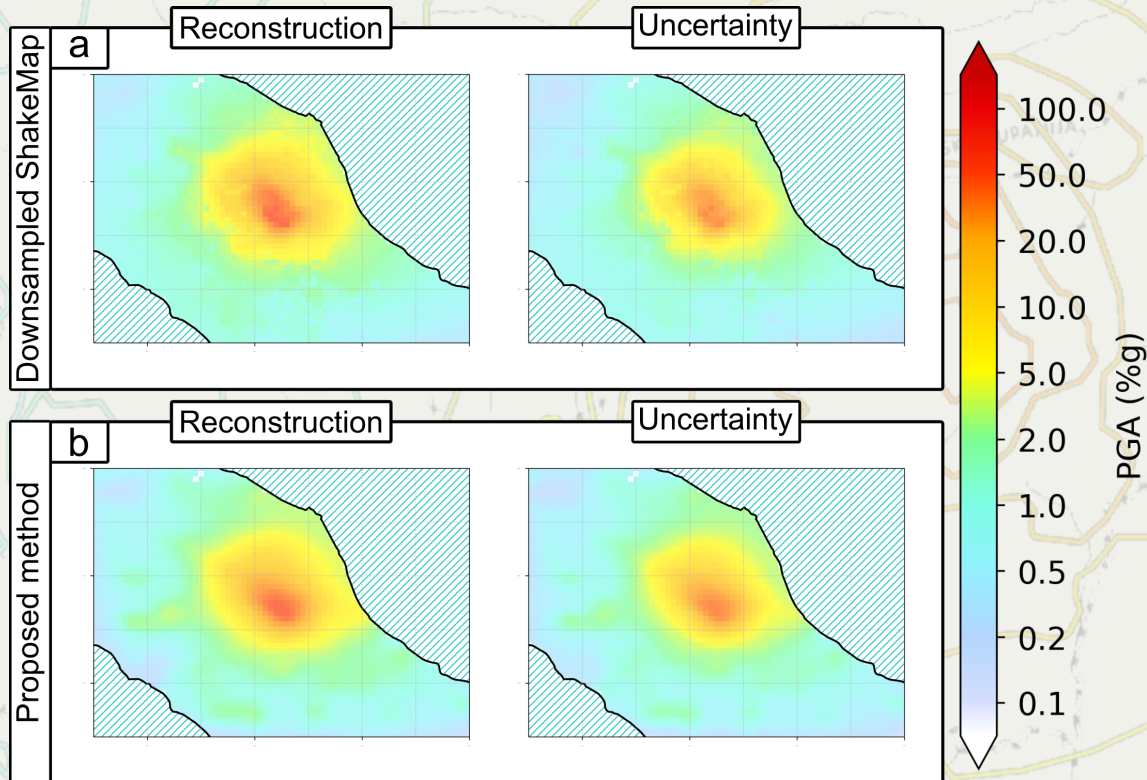 Reconstruction
Uncertainty
a
Downsampled ShakeMap
Reconstruction
Uncertainty
b
Proposed method
100.0
50.0
20.0
10.0
5.0
2.0
1.0
0.5
0.2
0.1
PGA (%g)